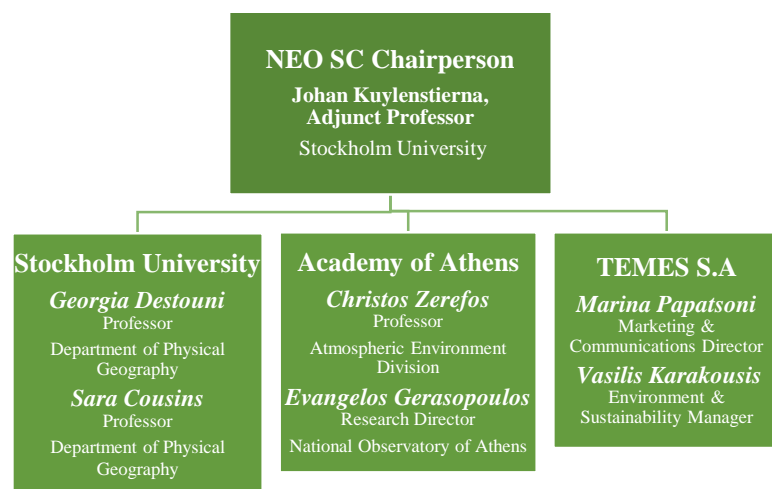 NEO SC Chairperson
Johan Kuylenstierna,
Adjunct Professor
Stockholm University
Stockholm University
Georgia Destouni
Professor
Department of Physical
Geography
Sara Cousins
Professor
Department of Physical
Geography
Academy of Athens
Christos Zerefos
Professor
Atmospheric Environment
Division
Evangelos Gerasopoulos
Research Director
National Observatory of Athens
TEMES S.A
Marina Papatsoni
Marketing &
Communications Director
Vasilis Karakousis
Environment &
Sustainability Manager